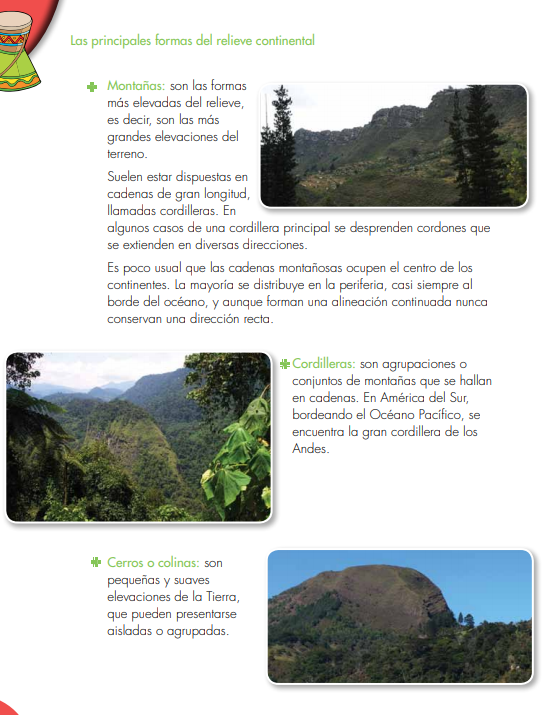 Las principales formas del relieve continental
Montañas: son las formas
más elevadas del relieve,
es decir, son las más
grandes elevaciones del
terreno.
Suelen estar dispuestas en
cadenas de gran longitud,
llamadas cordilleras. En
algunos casos de una cordillera principal se desprenden cordones que
se extienden en diversas direcciones.
Es poco usual que las cadenas montañosas ocupen el centro de los
continentes. La mayoría se distribuye en la periferia, casi siempre al
borde del océano, y aunque forman una alineación continuada nunca
conservan una dirección recta.
Cordilleras: son agrupaciones o
conjuntos de montañas que se hallan
en cadenas. En América del Sur,
bordeando el Océano Pacífico, se
encuentra la gran cordillera de los
Andes.
Cerros o colinas: son
pequeñas y suaves
elevaciones de la Tierra,
que pueden presentarse
aisladas o agrupadas.